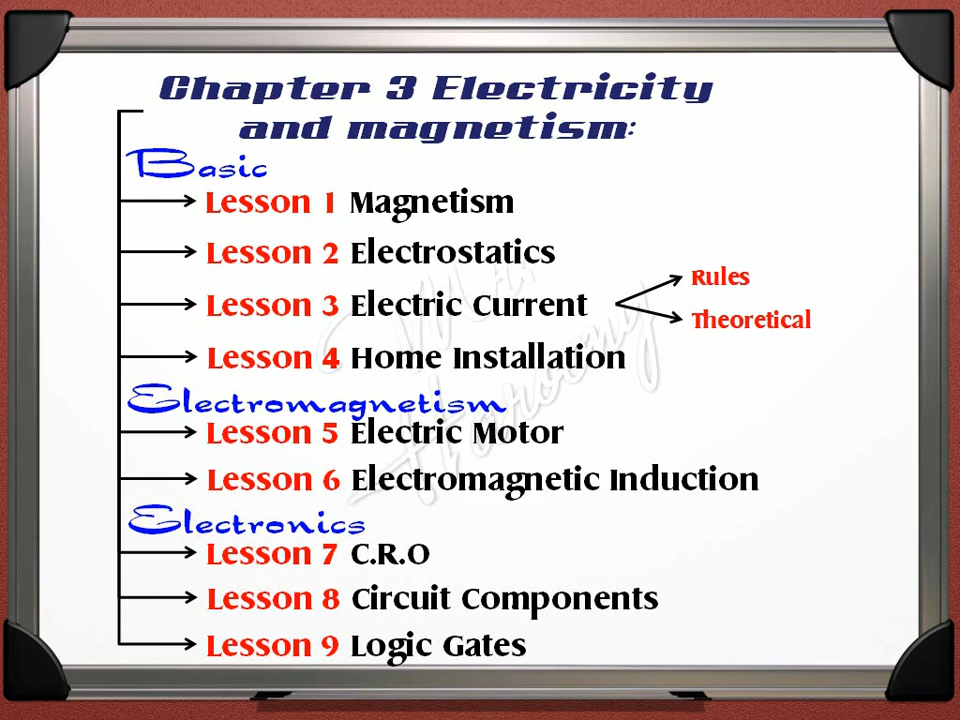 Chapter 3 Electricity
and magnetism:
Basic
Lesson 1 Magnetism
Lesson 2 Electrostatics
Lesson 3 Electric Current
Rules
Theoretical
Lesson 4 Home Installation
Electromagnetism
Lesson 5 Electric Motor
Lesson 6 Electromagnetic Induction
Electronics
Lesson 7 C.R.O
Lesson 8 Circuit Components
Lesson 9 Logic Gates
Mr.